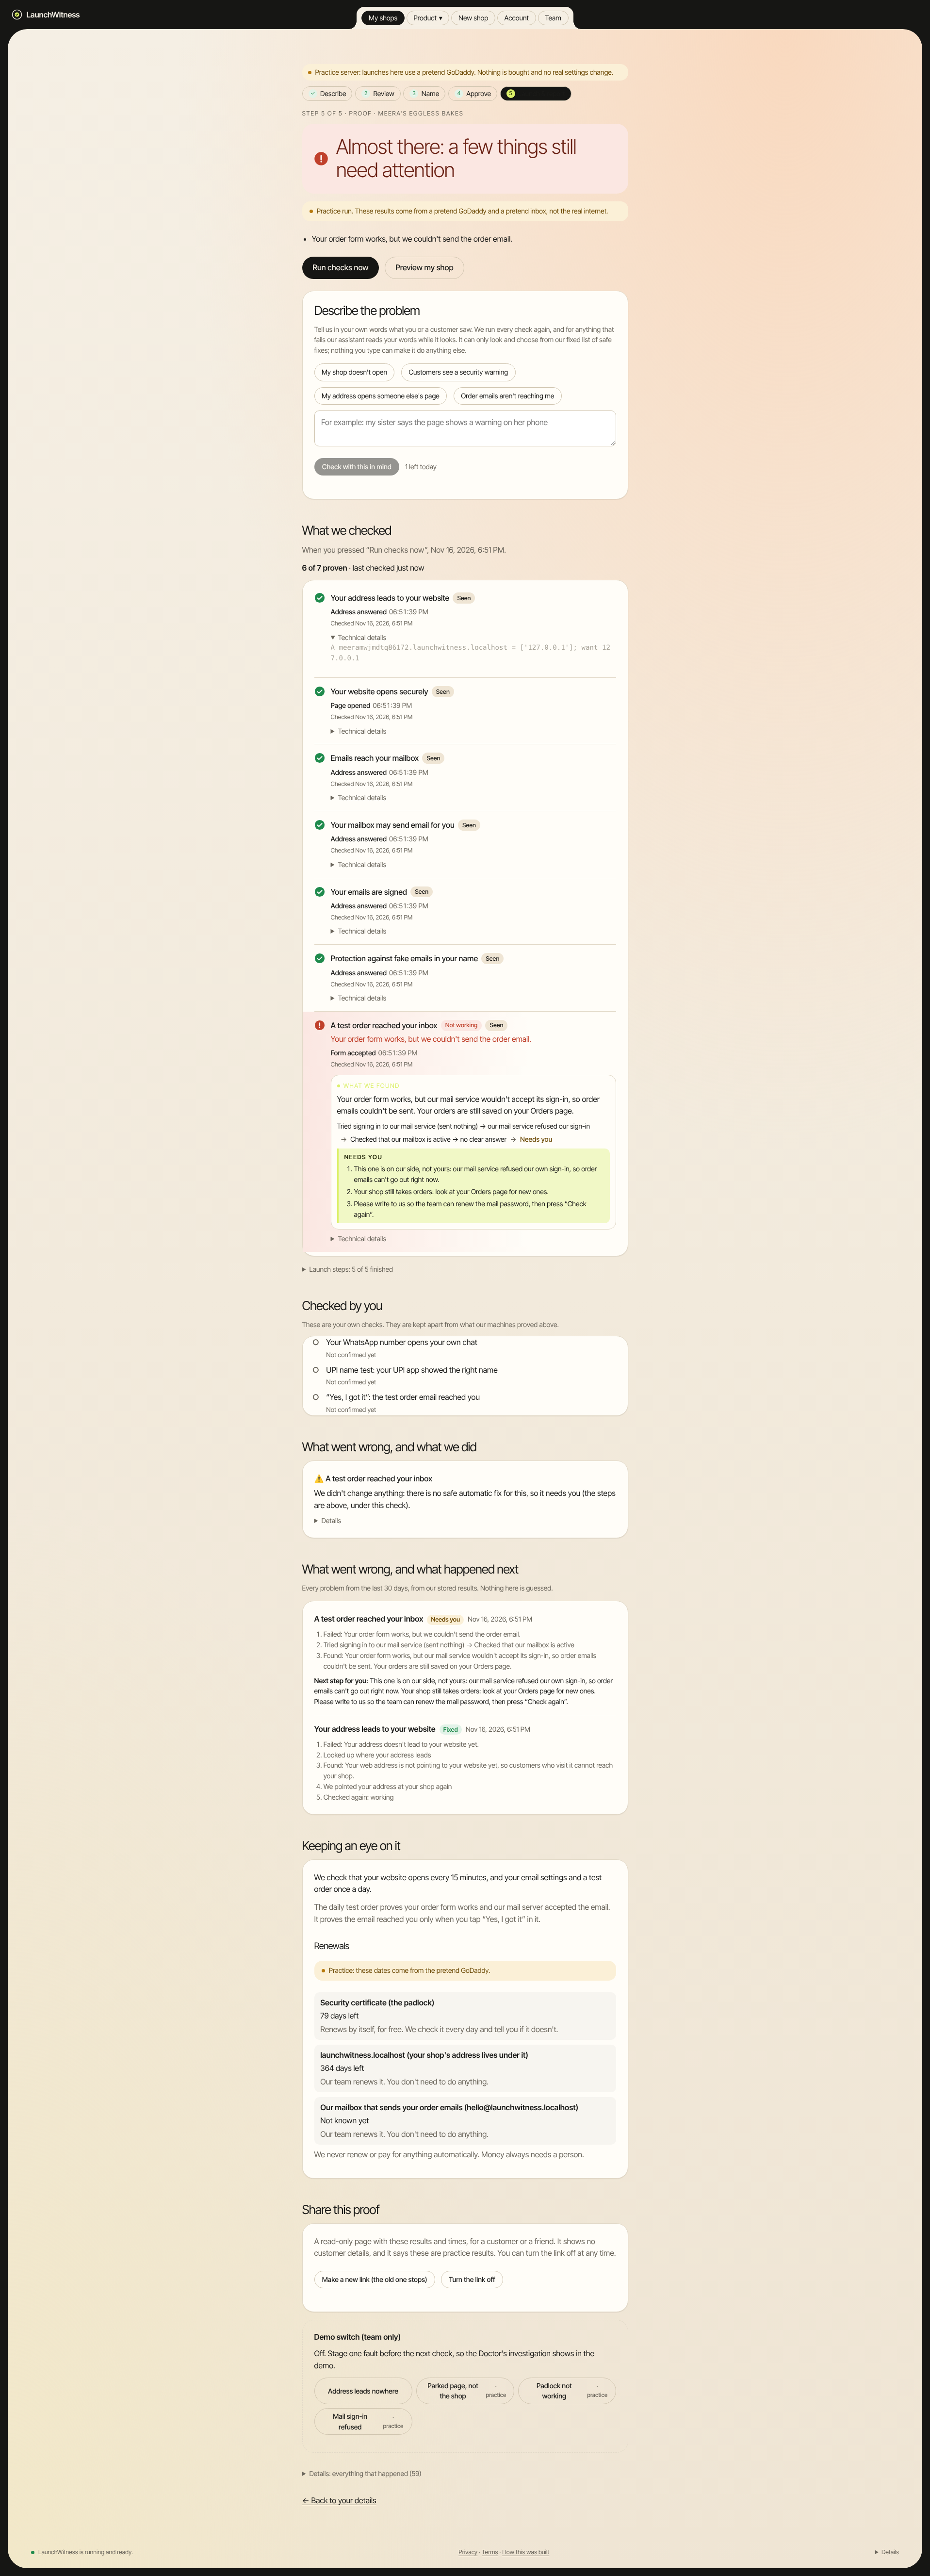 LaunchWitness
My shops
Product ▾
New shop
Account
Team
Practice server: launches here use a pretend GoDaddy. Nothing is bought and no real settings change.
✓ Describe
2 Review
3 Name
4 Approve
5
STEP 5 OF 5 · PROOF · MEERA'S EGGLESS BAKES
Almost there: a few things still
need attention
Practice run. These results come from a pretend GoDaddy and a pretend inbox, not the real internet.
• Your order form works, but we couldn't send the order email.
Run checks now
Preview my shop
Describe the problem
Tell us in your own words what you or a customer saw. We run every check again, and for anything that
fails our assistant reads your words while it looks. It can only look and choose from our fixed list of safe
fixes; nothing you type can make it do anything else.
My shop doesn't open
Customers see a security warning
My address opens someone else's page
Order emails aren't reaching me
For example: my sister says the page shows a warning on her phone
Check with this in mind
1 left today
What we checked
When you pressed “Run checks now”, Nov 16, 2026, 6:51 PM.
6 of 7 proven · last checked just now
Your address leads to your website Seen
Address answered 06:51:39 PM
Checked Nov 16, 2026, 6:51 PM
▼ Technical details
A meeramwjmdtq86172.launchwitness.localhost = ['127.0.0.1']; want 12
7.0.0.1
Your website opens securely Seen
Page opened 06:51:39 PM
Checked Nov 16, 2026, 6:51 PM
▶ Technical details
Emails reach your mailbox Seen
Address answered 06:51:39 PM
Checked Nov 16, 2026, 6:51 PM
▶ Technical details
Your mailbox may send email for you Seen
Address answered 06:51:39 PM
Checked Nov 16, 2026, 6:51 PM
▶ Technical details
Your emails are signed Seen
Address answered 06:51:39 PM
Checked Nov 16, 2026, 6:51 PM
▶ Technical details
Protection against fake emails in your name Seen
Address answered 06:51:39 PM
Checked Nov 16, 2026, 6:51 PM
▶ Technical details
A test order reached your inbox Not working Seen
Your order form works, but we couldn't send the order email.
Form accepted 06:51:39 PM
Checked Nov 16, 2026, 6:51 PM
WHAT WE FOUND
Your order form works, but our mail service wouldn't accept its sign-in, so order
emails couldn't be sent. Your orders are still saved on your Orders page.
Tried signing in to our mail service (sent nothing) → our mail service refused our sign-in
→ Checked that our mailbox is active → no clear answer → Needs you
NEEDS YOU
1. This one is on our side, not yours: our mail service refused our own sign-in, so order
emails can't go out right now.
2. Your shop still takes orders: look at your Orders page for new ones.
3. Please write to us so the team can renew the mail password, then press “Check
again”.
▶ Technical details
▶ Launch steps: 5 of 5 finished
Checked by you
These are your own checks. They are kept apart from what our machines proved above.
Your WhatsApp number opens your own chat
Not confirmed yet
UPI name test: your UPI app showed the right name
Not confirmed yet
“Yes, I got it”: the test order email reached you
Not confirmed yet
What went wrong, and what we did
⚠️ A test order reached your inbox
We didn't change anything: there is no safe automatic fix for this, so it needs you (the steps
are above, under this check).
▶ Details
What went wrong, and what happened next
Every problem from the last 30 days, from our stored results. Nothing here is guessed.
A test order reached your inbox Needs you Nov 16, 2026, 6:51 PM
1. Failed: Your order form works, but we couldn't send the order email.
2. Tried signing in to our mail service (sent nothing) → Checked that our mailbox is active
3. Found: Your order form works, but our mail service wouldn't accept its sign-in, so order emails
couldn't be sent. Your orders are still saved on your Orders page.
Next step for you: This one is on our side, not yours: our mail service refused our own sign-in, so order
emails can't go out right now. Your shop still takes orders: look at your Orders page for new ones.
Please write to us so the team can renew the mail password, then press “Check again”.
Your address leads to your website Fixed Nov 16, 2026, 6:51 PM
1. Failed: Your address doesn't lead to your website yet.
2. Looked up where your address leads
3. Found: Your web address is not pointing to your website yet, so customers who visit it cannot reach
your shop.
4. We pointed your address at your shop again
5. Checked again: working
Keeping an eye on it
We check that your website opens every 15 minutes, and your email settings and a test
order once a day.
The daily test order proves your order form works and our mail server accepted the email.
It proves the email reached you only when you tap “Yes, I got it” in it.
Renewals
Practice: these dates come from the pretend GoDaddy.
Security certificate (the padlock)
79 days left
Renews by itself, for free. We check it every day and tell you if it doesn't.
launchwitness.localhost (your shop's address lives under it)
364 days left
Our team renews it. You don't need to do anything.
Our mailbox that sends your order emails (hello@launchwitness.localhost)
Not known yet
Our team renews it. You don't need to do anything.
We never renew or pay for anything automatically. Money always needs a person.
Share this proof
A read-only page with these results and times, for a customer or a friend. It shows no
customer details, and it says these are practice results. You can turn the link off at any time.
Make a new link (the old one stops)
Turn the link off
Demo switch (team only)
Off. Stage one fault before the next check, so the Doctor's investigation shows in the
demo.
Address leads nowhere
Parked page, not
the shop
· practice
Padlock not
working
· practice
Mail sign-in
refused
· practice
▶ Details: everything that happened (59)
← Back to your details
LaunchWitness is running and ready.
Privacy · Terms · How this was built
▶ Details